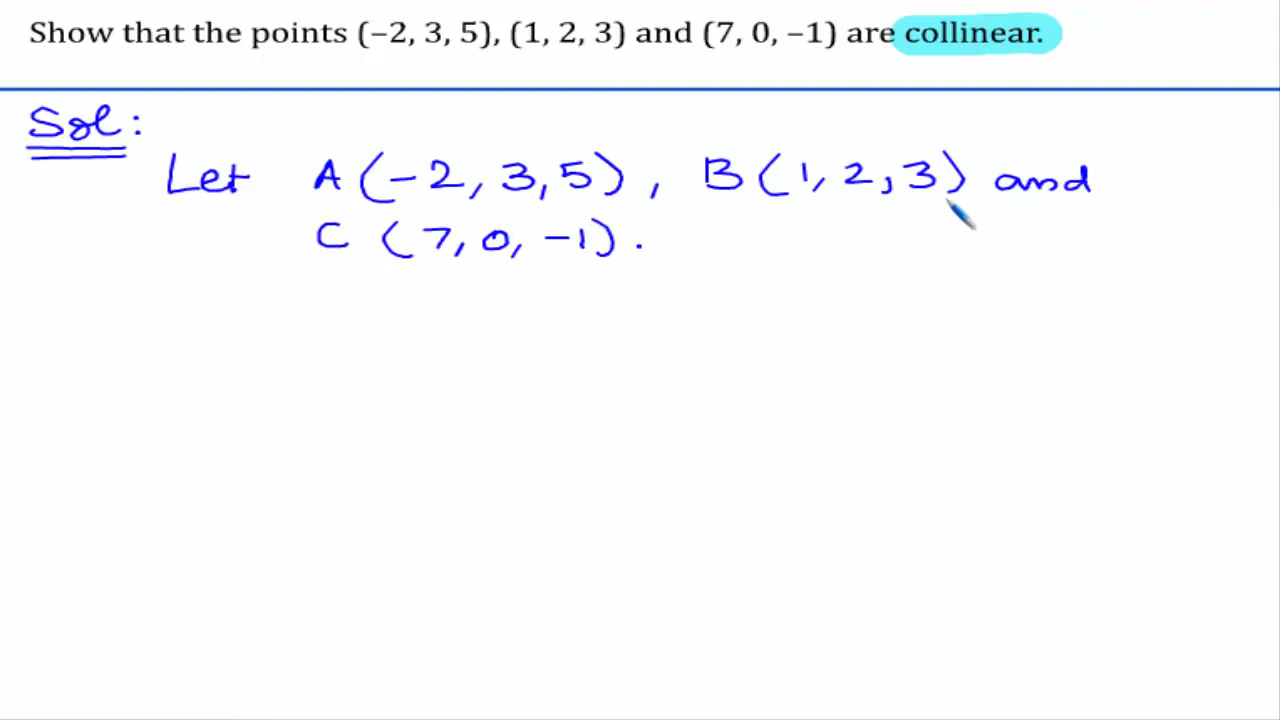 Show that the points (−2, 3, 5), (1, 2, 3) and (7, 0, −1) are collinear.
Sol:
Let A (-2, 3, 5), B (1, 2, 3) and
C (7, 0, -1).